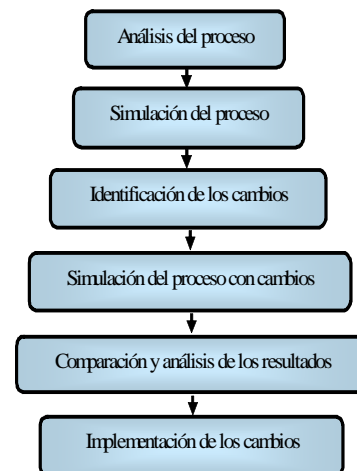 Análisis del proceso
Simulación del proceso
Identificación de los cambios
Simulación del proceso con cambios
Comparación y análisis de los resultados
Implementación de los cambios